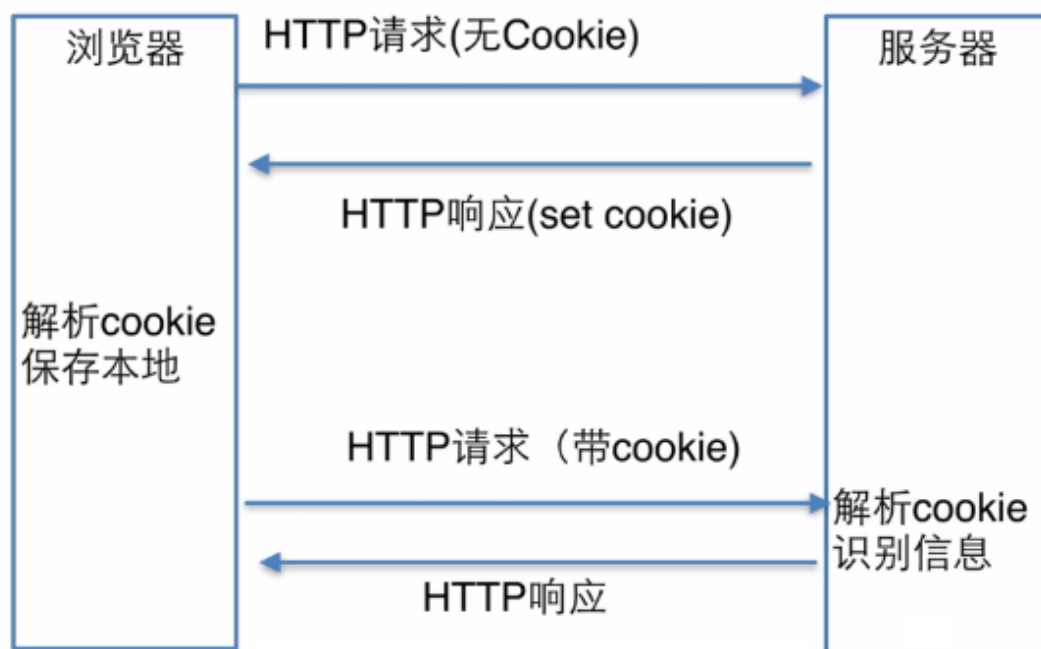 浏览器
HTTP请求(无Cookie)
服务器
HTTP响应(set cookie)
解析cookie
保存本地
HTTP请求（带cookie)
解析cookie
识别信息
HTTP响应